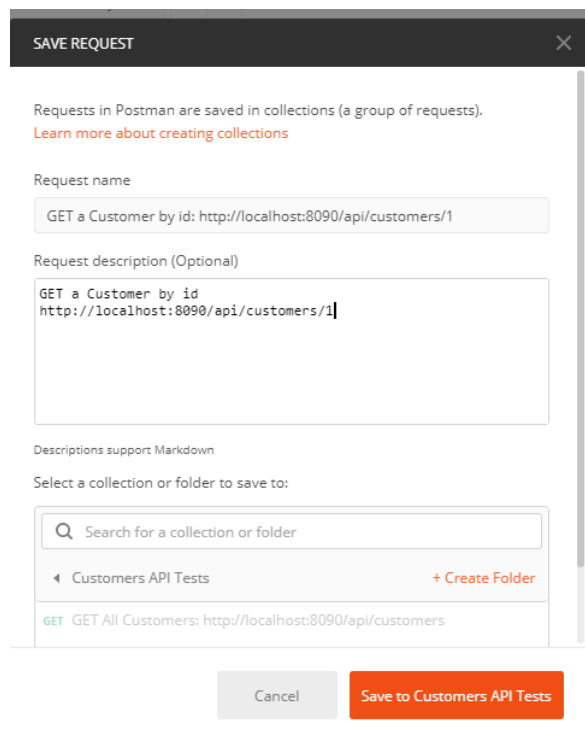 SAVE REQUEST
Requests in Postman are saved in collections (a group of requests).
Learn more about creating collections
Request name
GET a Customer by id: http://localhost:8090/api/customers/1
Request description (Optional)
GET a Customer by id
http://localhost:8090/api/customers/1
Descriptions support Markdown
Select a collection or folder to save to:
Search for a collection or folder
Customers API Tests + Create Folder
GET GET All Customers: http://localhost:8090/api/customers
Cancel Save to Customers API Tests